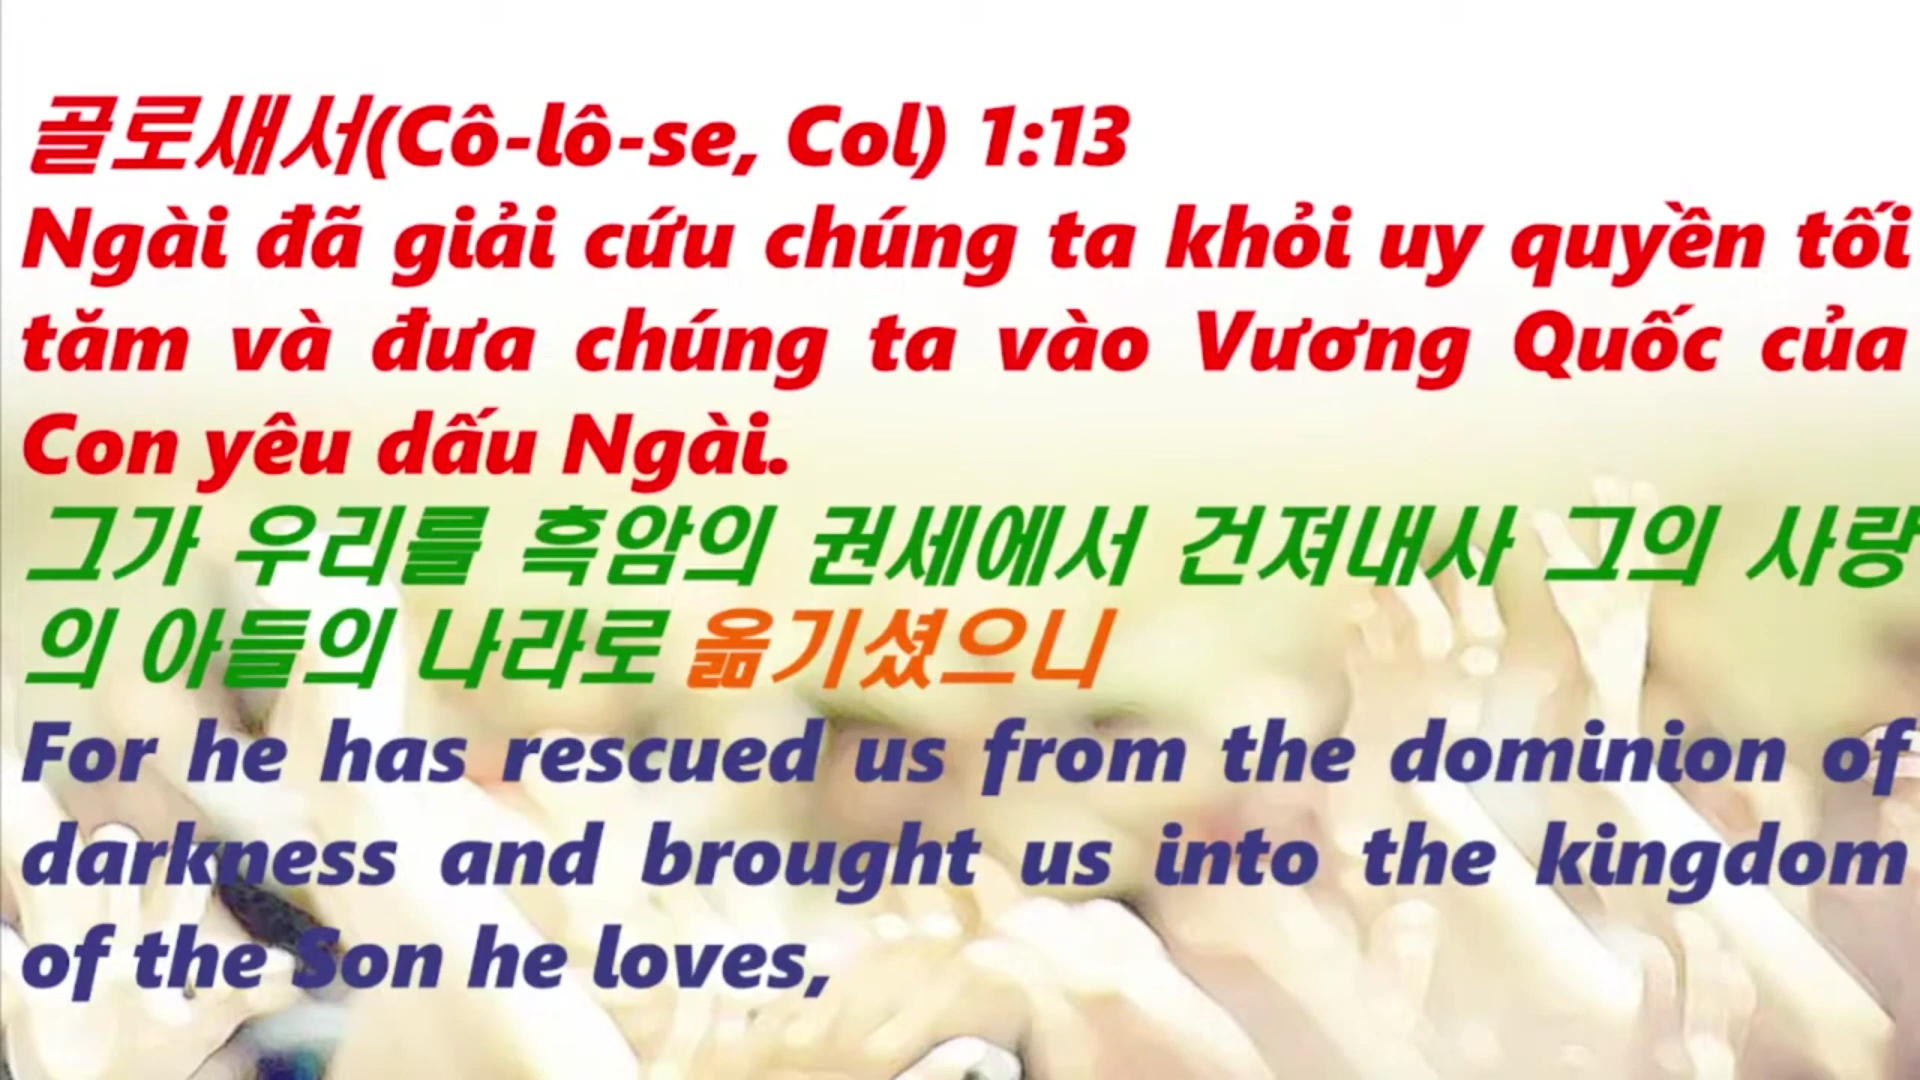 골로새서(Cô-lô-se, Col) 1:13
Ngài đã giải cứu chúng ta khỏi uy quyền tối
tăm và đưa chúng ta vào Vương Quốc của
Con yêu dấu Ngài.
그가 우리를 흑암의 권세에서 건져내사 그의 사랑
의 아들의 나라로 옮기셨으니
For he has rescued us from the dominion of
darkness and brought us into the kingdom
of the Son he loves,